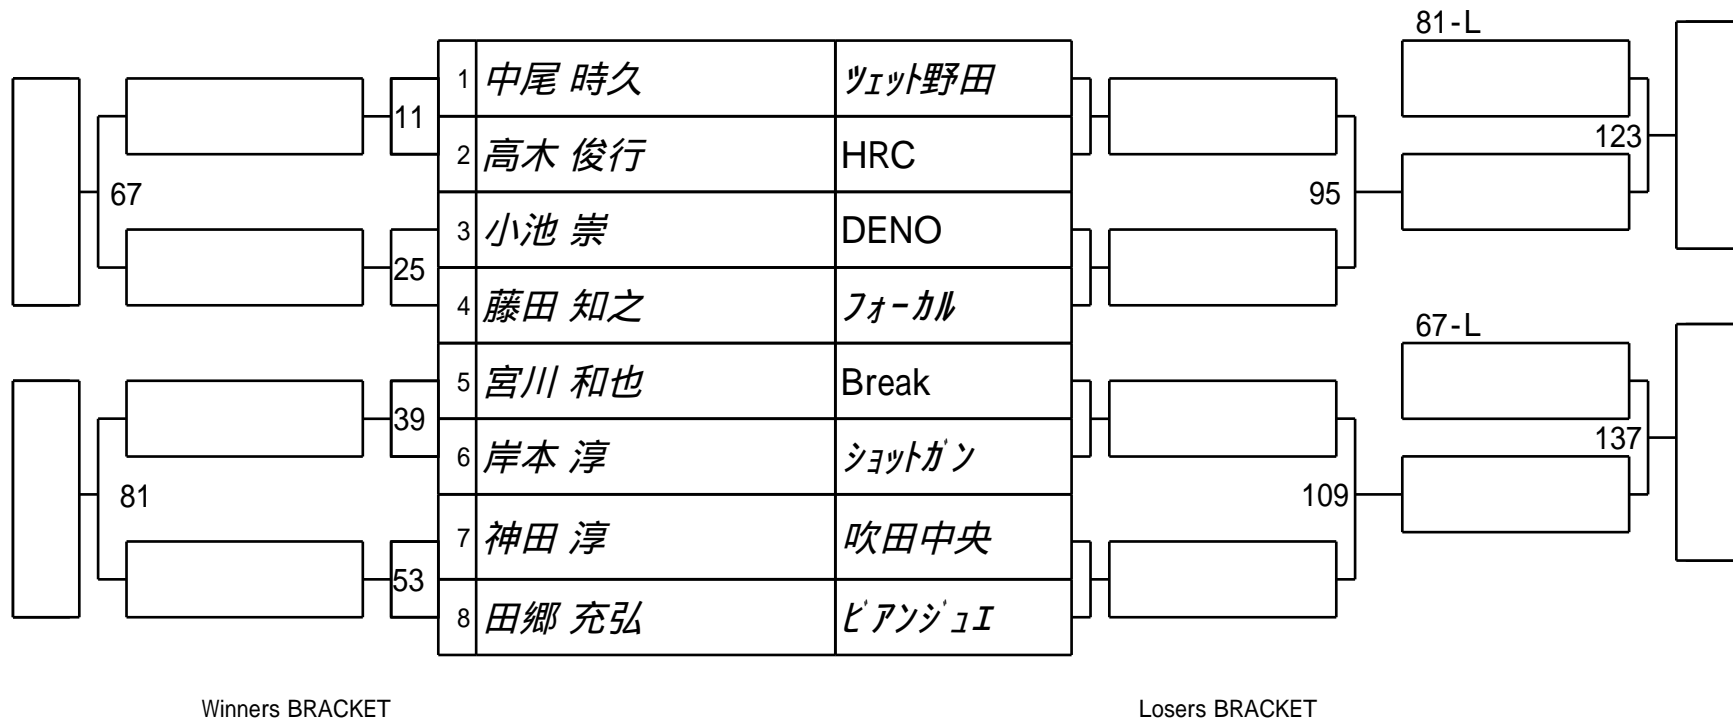 81-L
1 中尾 時久 ツェット野田
11
2 高木 俊行 HRC
123
67
95
3 小池 崇 DENO
25
4 藤田 知之 フォーカル
67-L
5 宮川 和也 Break
39
6 岸本 淳 ショットガン
137
81
109
7 神田 淳 吹田中央
53
8 田郷 充弘 ビアンジュエ
Winners BRACKET Losers BRACKET